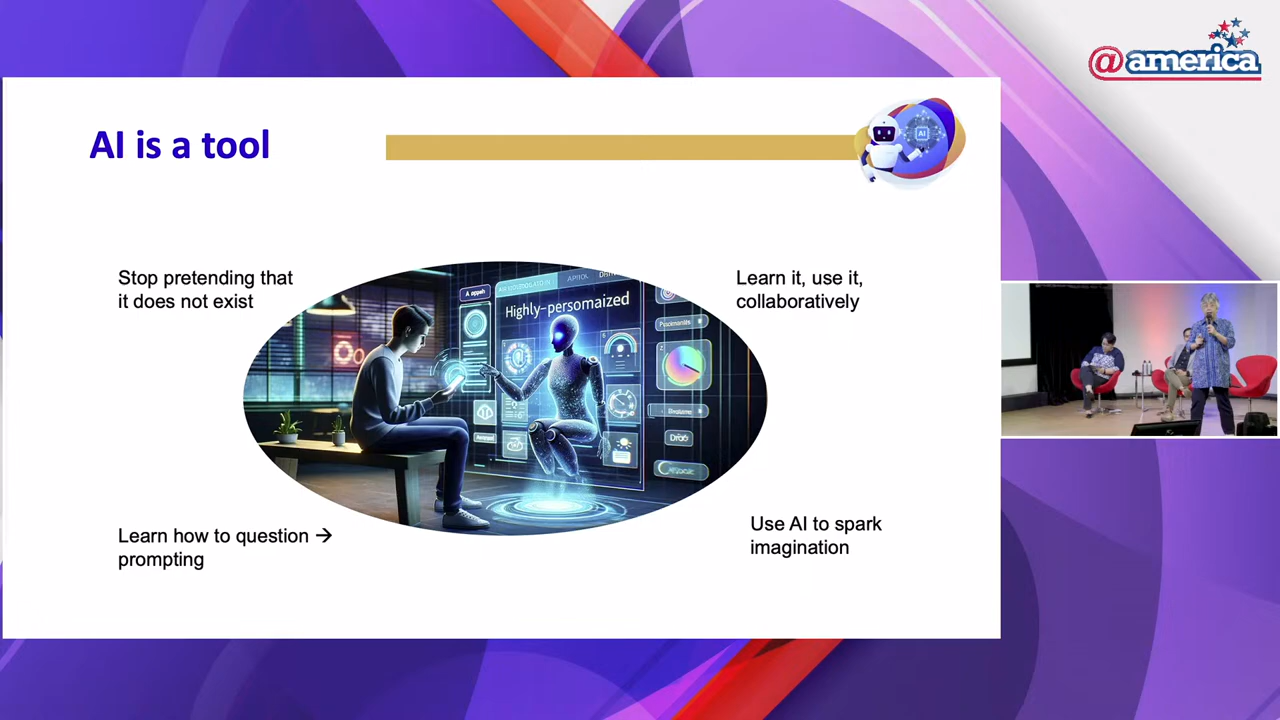 @america
AI is a tool
AI
Stop pretending that
it does not exist
Learn it, use it,
collaboratively
Highly-persomaized
Learn how to question →
prompting
Use AI to spark
imagination